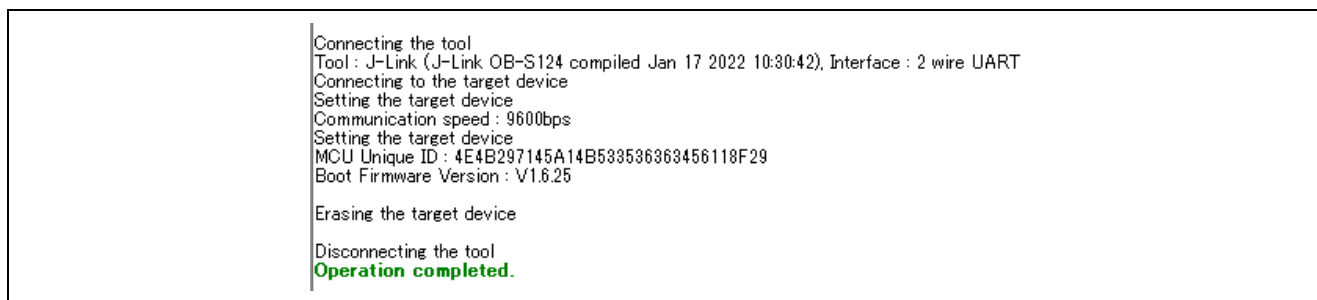 Connecting the tool
Tool : J-Link (J-Link OB-S124 compiled Jan 17 2022 10:30:42), Interface : 2 wire UART
Connecting to the target device
Setting the target device
Communication speed : 9600bps
Setting the target device
MCU Unique ID : 4E4B297145A14B533536363456118F29
Boot Firmware Version : V1.6.25
Erasing the target device
Disconnecting the tool
Operation completed.